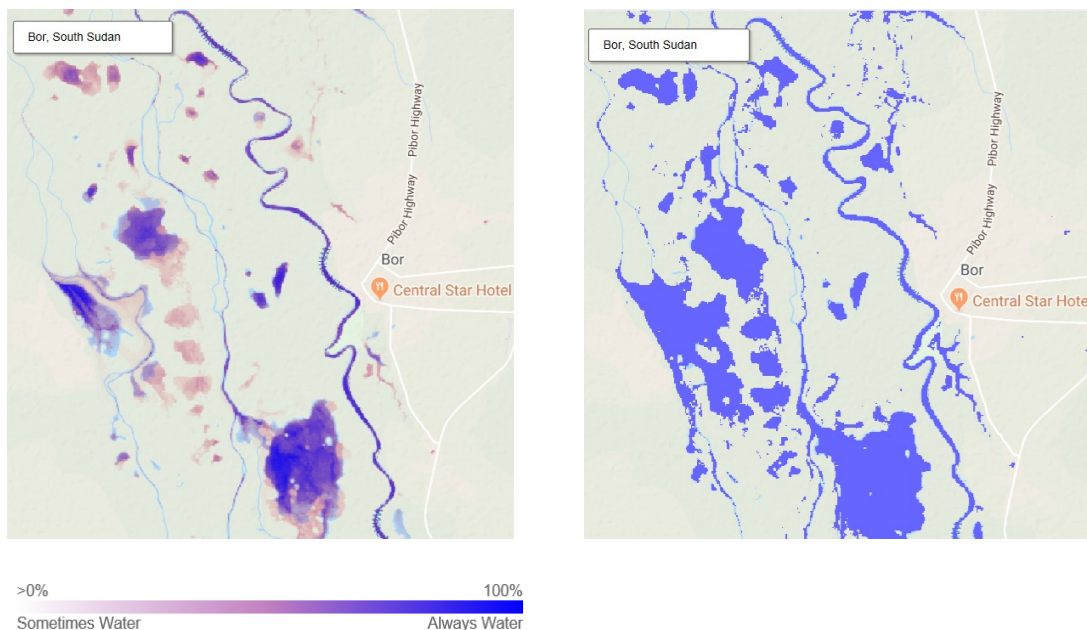 Bor, South Sudan
Pibor Highway
Pibor Highway
Bor
Central Star Hotel
>0% 100%
Sometimes Water Always Water
Bor, South Sudan
Pibor Highway
Pibor Highway
Bor
Central Star Hote